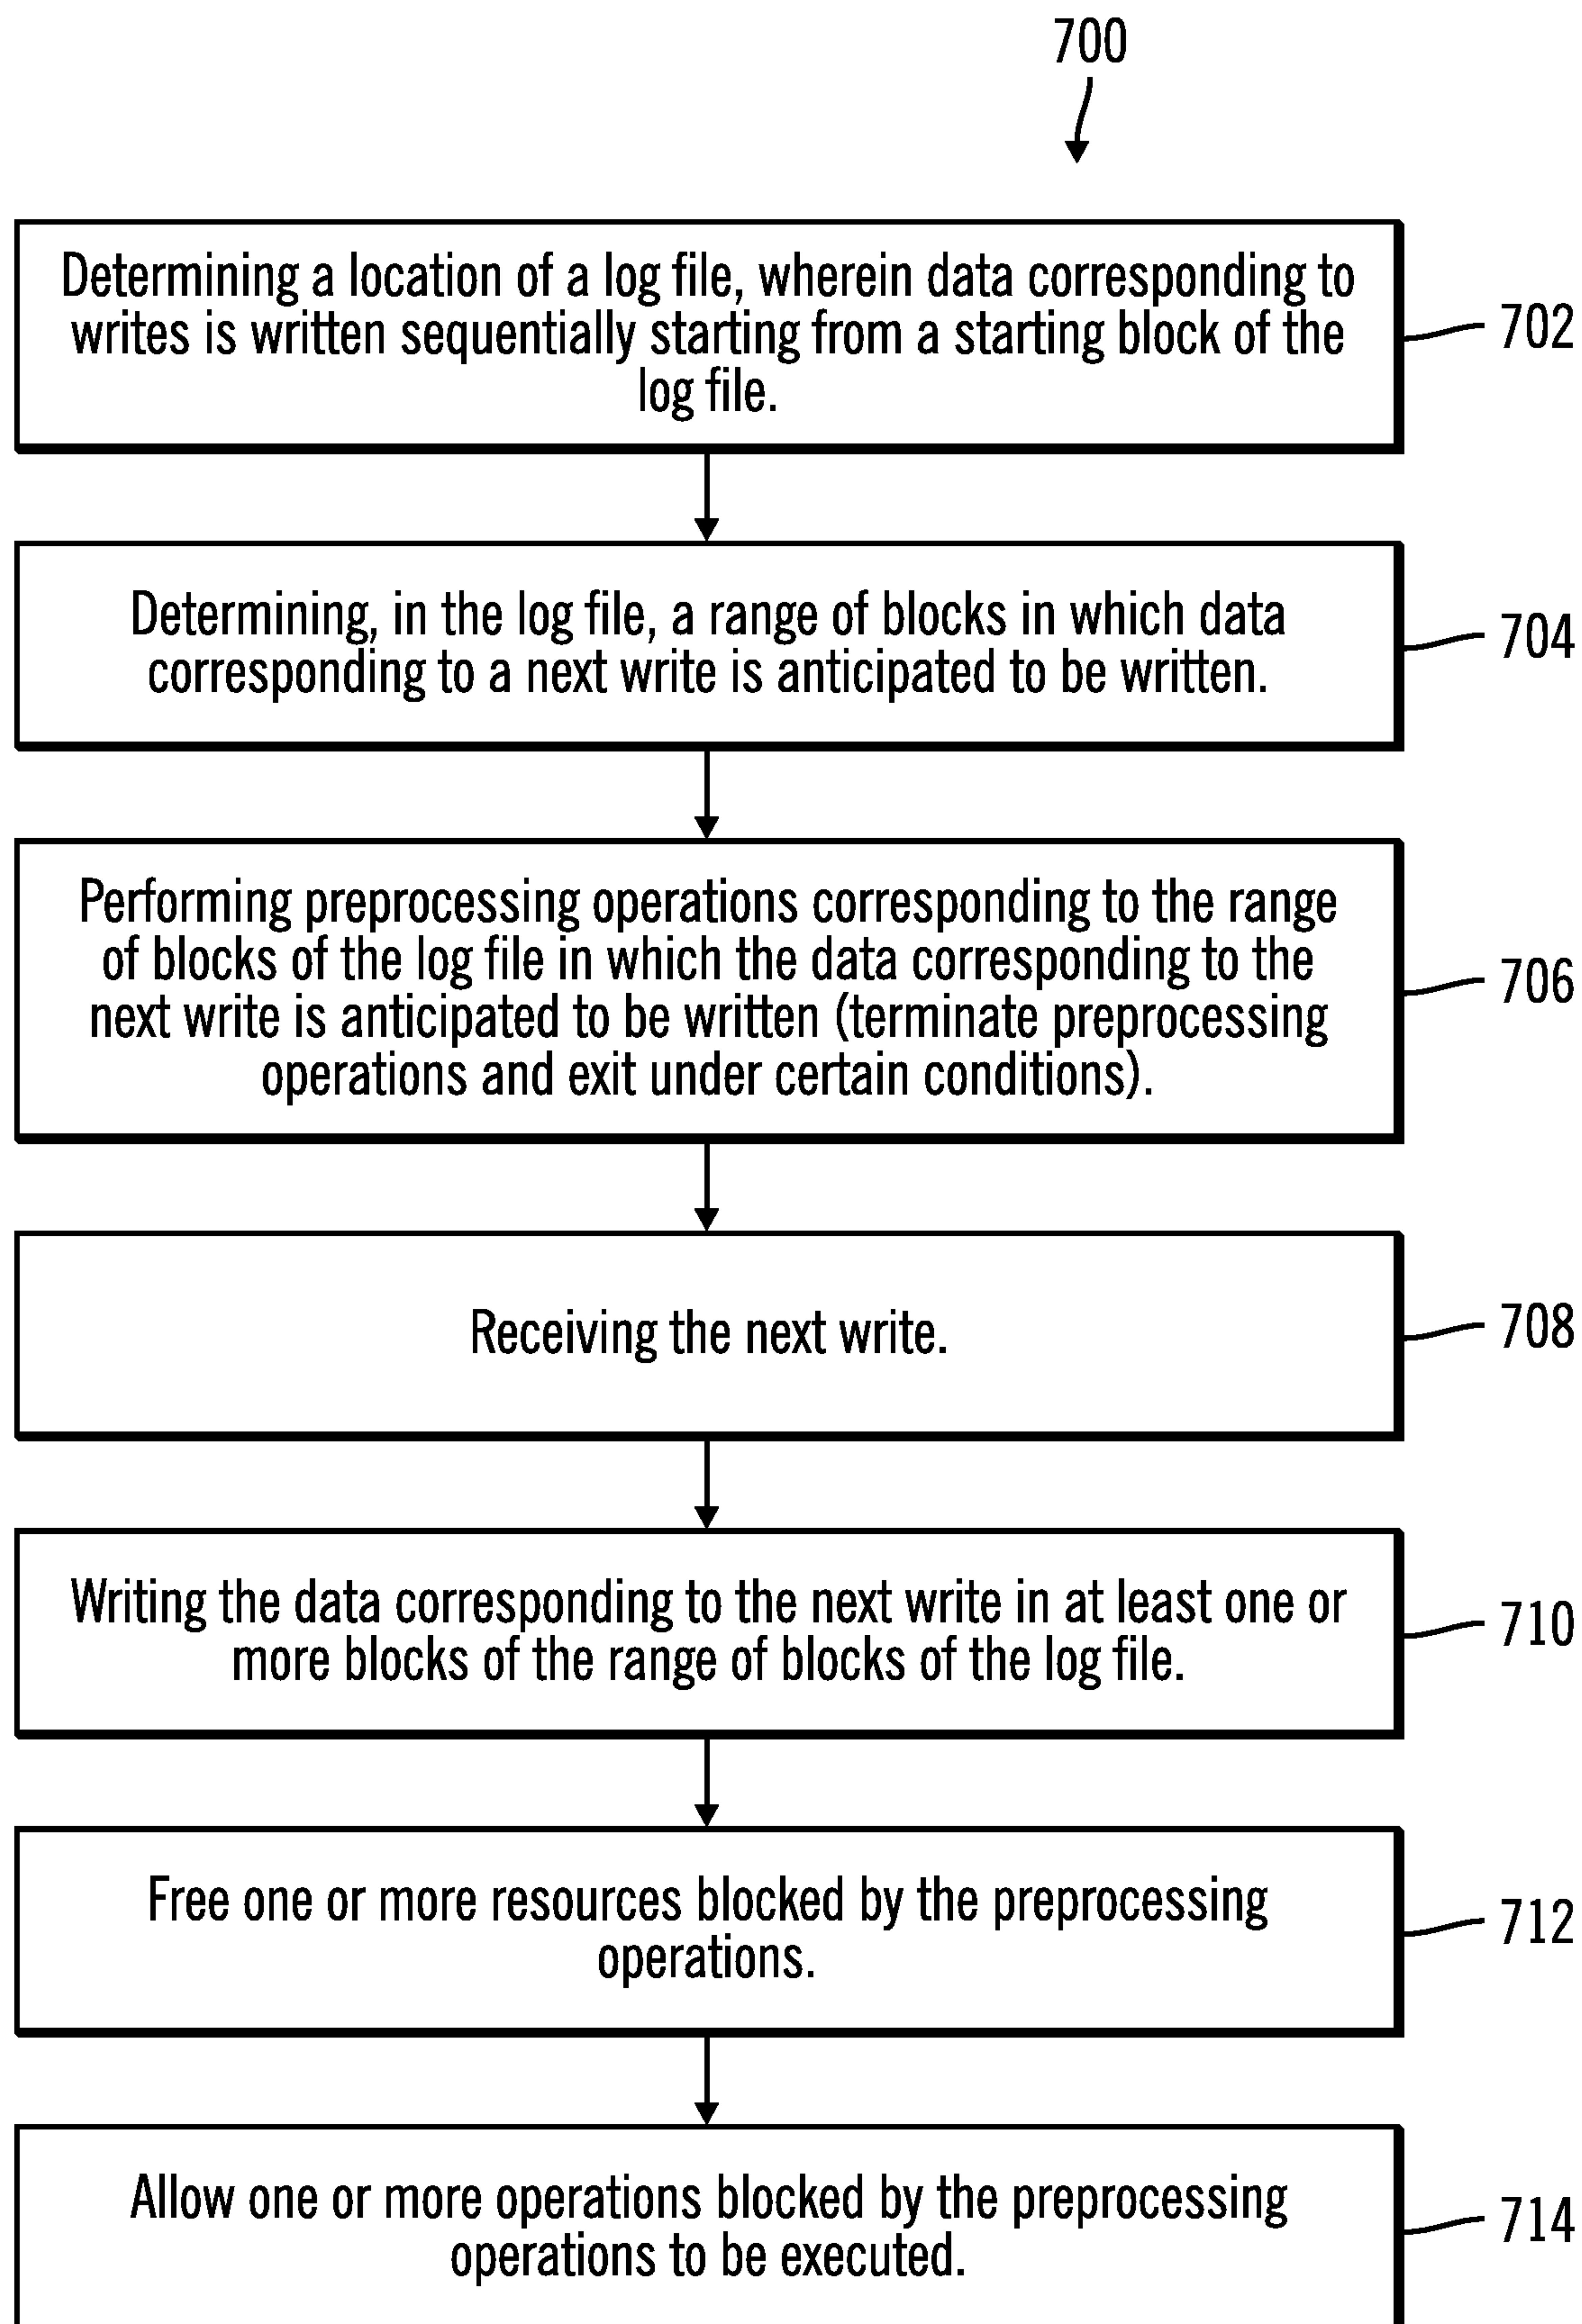 700
Determining a location of a log file, wherein data corresponding to
writes is written sequentially starting from a starting block of the
log file.
702
Determining, in the log file, a range of blocks in which data
corresponding to a next write is anticipated to be written.
704
Performing preprocessing operations corresponding to the range
of blocks of the log file in which the data corresponding to the
next write is anticipated to be written (terminate preprocessing
operations and exit under certain conditions).
706
Receiving the next write.
708
Writing the data corresponding to the next write in at least one or
more blocks of the range of blocks of the log file.
710
Free one or more resources blocked by the preprocessing
operations.
712
Allow one or more operations blocked by the preprocessing
operations to be executed.
714